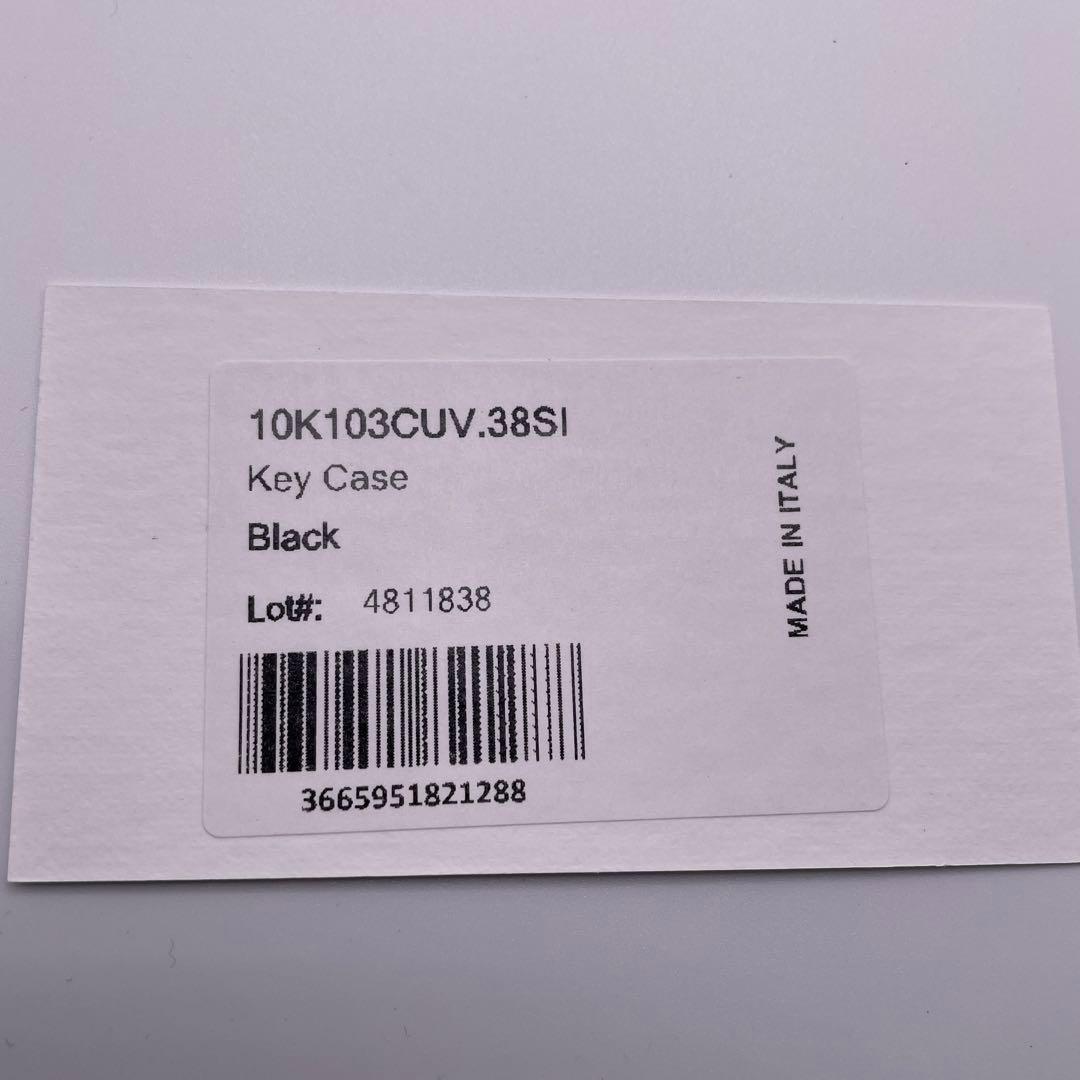 10K103CUV.38SI
Key Case
Black
Lot#: 4811838
3665951821288
MADE IN ITALY